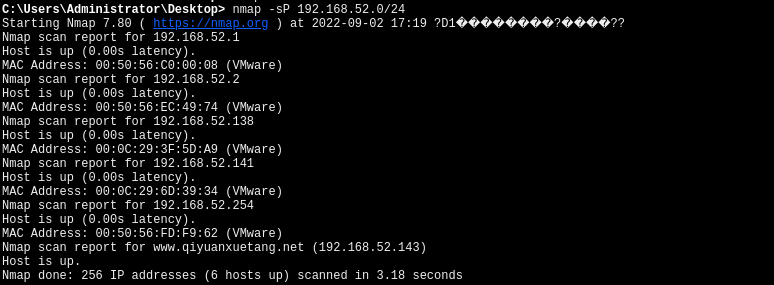 C:\Users\Administrator\Desktop> nmap -sP 192.168.52.0/24
Starting Nmap 7.80 ( https://nmap.org ) at 2022-09-02 17:19 ?D1��������?����??
Nmap scan report for 192.168.52.1
Host is up (0.00s latency).
MAC Address: 00:50:56:C0:00:08 (VMware)
Nmap scan report for 192.168.52.2
Host is up (0.00s latency).
MAC Address: 00:50:56:EC:49:74 (VMware)
Nmap scan report for 192.168.52.138
Host is up (0.00s latency).
MAC Address: 00:0C:29:3F:5D:A9 (VMware)
Nmap scan report for 192.168.52.141
Host is up (0.00s latency).
MAC Address: 00:0C:29:6D:39:34 (VMware)
Nmap scan report for 192.168.52.254
Host is up (0.00s latency).
MAC Address: 00:50:56:FD:F9:62 (VMware)
Nmap scan report for www.qiyuanxuetang.net (192.168.52.143)
Host is up.
Nmap done: 256 IP addresses (6 hosts up) scanned in 3.18 seconds